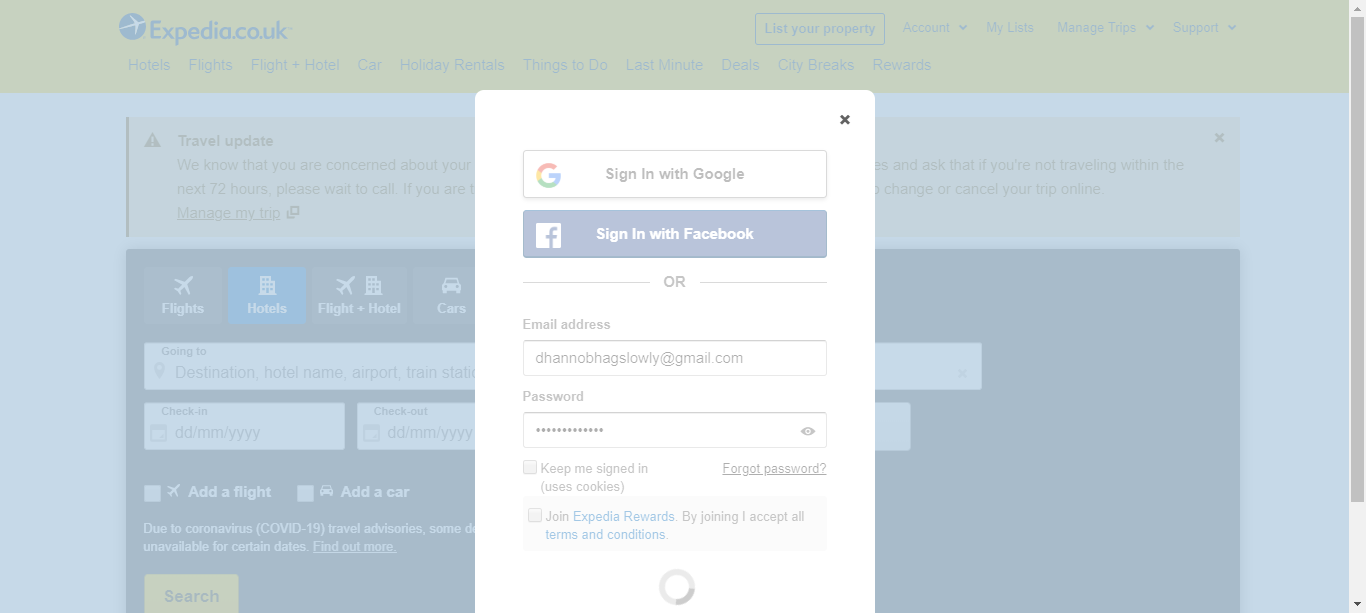 Expedia.co.uk
List your property
Account
My Lists
Manage Trips
Support
Hotels
Flights
Flight + Hotel
Car
Holiday Rentals
Things to Do
Last Minute
Deals
City Breaks
Rewards
Travel update
We know that you are concerned about your
es and ask that if you're not traveling within the
next 72 hours, please wait to call. If you are t
o change or cancel your trip online.
Manage my trip
Flights
Hotels
Flight + Hotel
Cars
Going to
Destination, hotel name, airport, train static
Check-in
dd/mm/yyyy
Check-out
dd/mm/yyyy
Add a flight
Add a car
Due to coronavirus (COVID-19) travel advisories, some de
unavailable for certain dates. Find out more.
Search
Sign In with Google
Sign In with Facebook
OR
Email address
dhannobhagslowly@gmail.com
Password
•••••••••••••
Keep me signed in
(uses cookies)
Forgot password?
Join Expedia Rewards. By joining I accept all
terms and conditions.